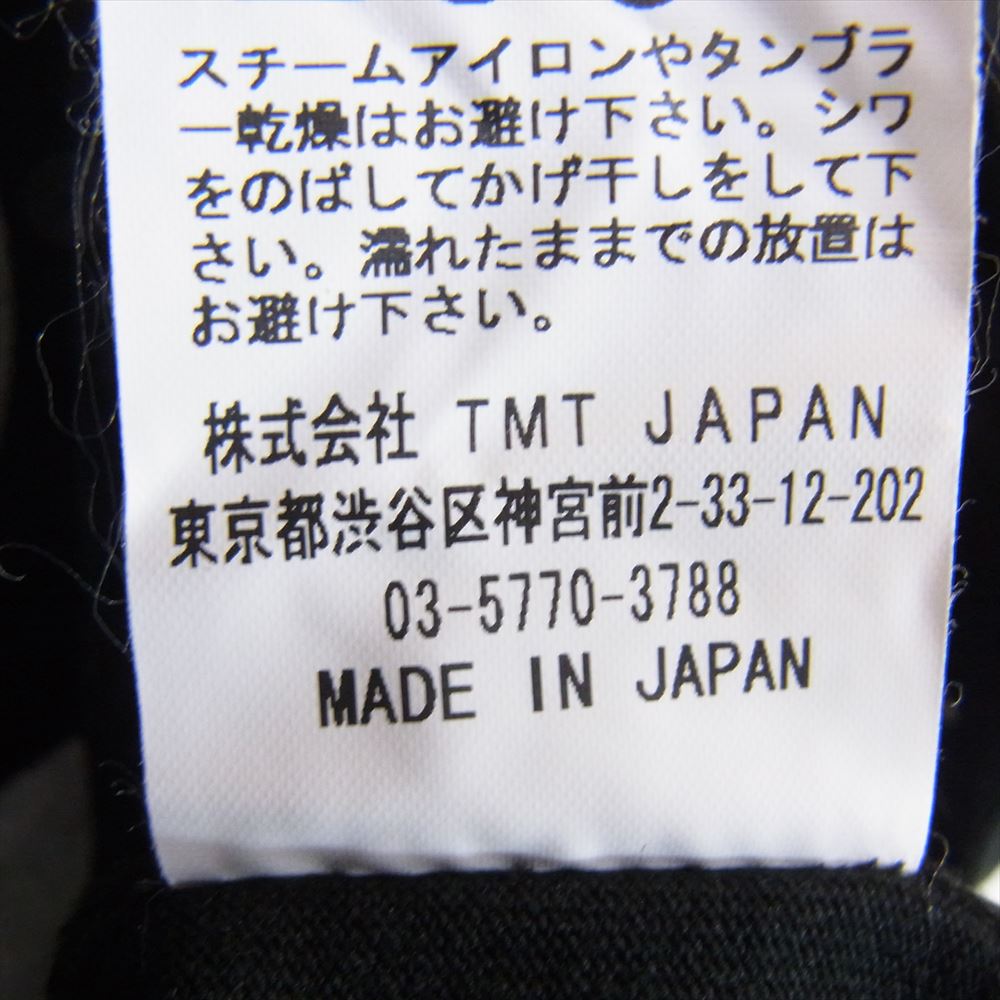 スチームアイロンやタンブラ
ー乾燥はお避け下さい。シワ
をのばしてかげ干しをして下
さい。濡れたままでの放置は
お避け下さい。
株式会社 TMT JAPAN
東京都渋谷区神宮前2-33-12-202
03-5770-3788
MADE IN JAPAN